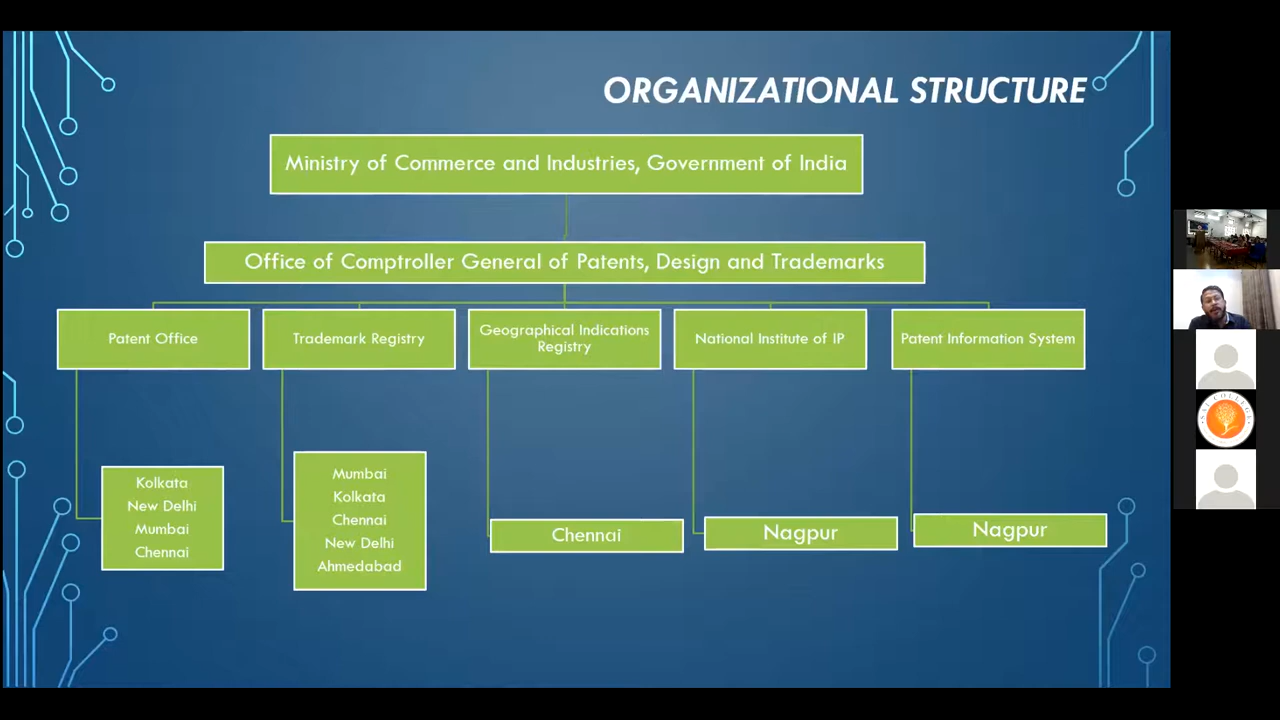 ORGANIZATIONAL STRUCTURE
Ministry of Commerce and Industries, Government of India
Office of Comptroller General of Patents, Design and Trademarks
Patent Office
Trademark Registry
Geographical Indications
Registry
National Institute of IP
Patent Information System
Kolkata
New Delhi
Mumbai
Chennai
Mumbai
Kolkata
Chennai
New Delhi
Ahmedabad
Chennai
Nagpur
Nagpur